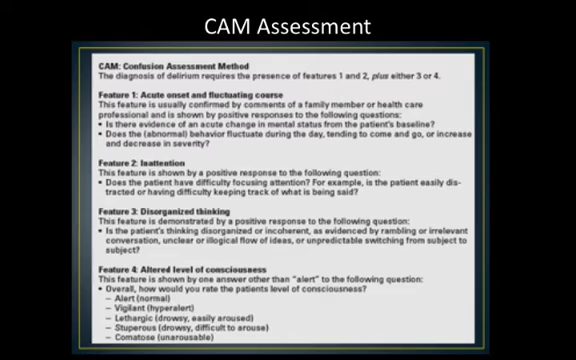 CAM Assessment
CAM: Confusion Assessment Method
The diagnosis of delirium requires the presence of features 1 and 2, plus either 3 or 4.
Feature 1: Acute onset and fluctuating course
This feature is usually confirmed by comments of a family member or health care
professional and is shown by positive responses to the following questions:
• Is there evidence of an acute change in mental status from the patient's baseline?
• Does the (abnormal) behavior fluctuate during the day, tending to come and go, or increase
and decrease in severity?
Feature 2: Inattention
This feature is shown by a positive response to the following question:
• Does the patient have difficulty focusing attention? For example, is the patient easily dis-
tracted or having difficulty keeping track of what is being said?
Feature 3: Disorganized thinking
This feature is demonstrated by a positive response to the following question:
• Is the patient's thinking disorganized or incoherent, as evidenced by rambling or irrelevant
conversation, unclear or illogical flow of ideas, or unpredictable switching from subject to
subject?
Feature 4: Altered level of consciousness
This feature is shown by one answer other than "alert" to the following question:
• Overall, how would you rate the patients level of consciousness?
– Alert (normal)
– Vigilant (hyperalert)
– Lethargic (drowsy, easily aroused)
– Stuperous (drowsy, difficult to arouse)
– Comatose (unarousable)